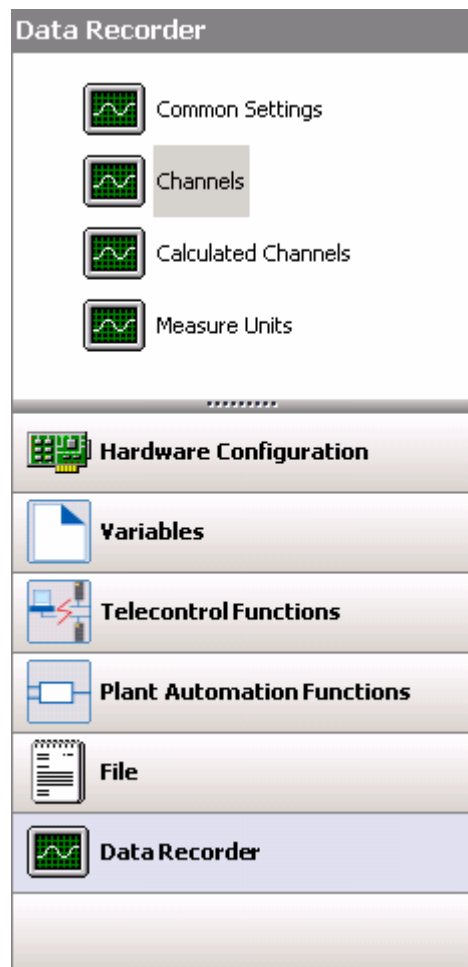 Data Recorder
Common Settings
Channels
Calculated Channels
Measure Units
Hardware Configuration
Variables
Telecontrol Functions
Plant Automation Functions
File
Data Recorder